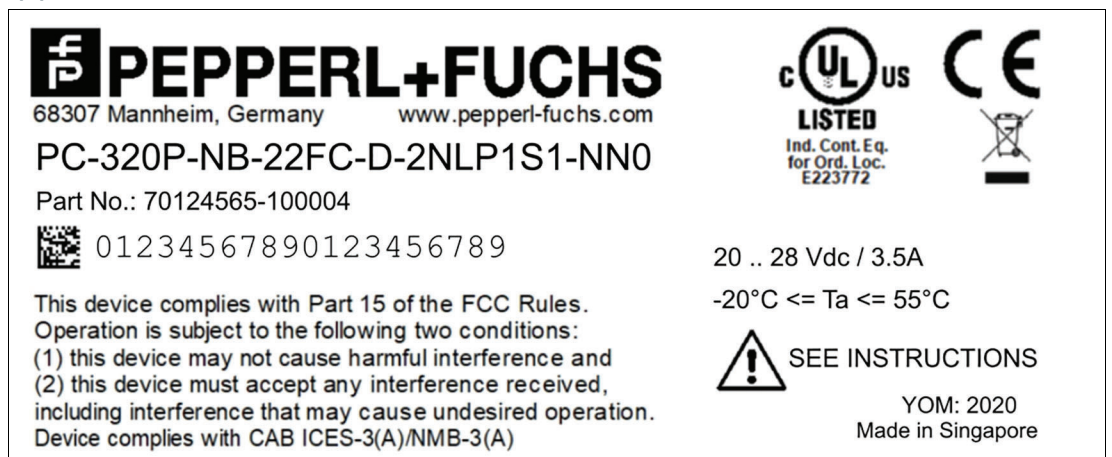 PEPPERL+FUCHS
68307 Mannheim, Germany www.pepperl-fuchs.com
PC-320P-NB-22FC-D-2NLP1S1-NN0
Part No.: 70124565-100004
01234567890123456789
This device complies with Part 15 of the FCC Rules.
Operation is subject to the following two conditions:
(1) this device may not cause harmful interference and
(2) this device must accept any interference received,
including interference that may cause undesired operation.
Device complies with CAB ICES-3(A)/NMB-3(A)
C UL US
LISTED
Ind. Cont. Eq.
for Ord. Loc.
E223772
CE
20 .. 28 Vdc / 3.5A
-20°C <= Ta <= 55°C
SEE INSTRUCTIONS
YOM: 2020
Made in Singapore